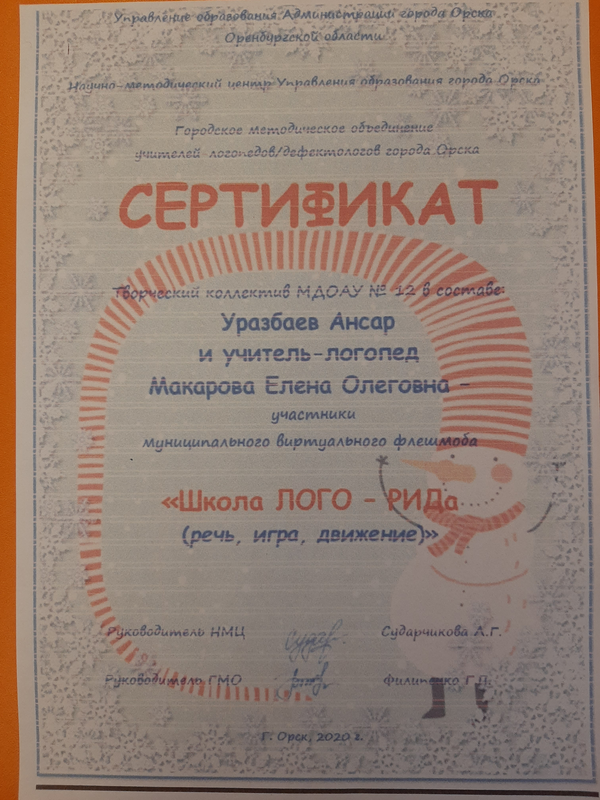 Управление образования Администрации города Орска
Оренбургской области
Научно-методический центр Управления образования города Орска
Городское методическое объединение
учителей логопедов/дефектологов города Орска
СЕРТИФИКАТ
Творческий коллектив МДОАУ № 12 в составе:
Уразбаев Ансар
и учитель-логопед
Макарова Елена Олеговна –
участники
муниципального виртуального флешмоба
«Школа ЛОГО – РИДа
(речь, игра, движение)»
Руководитель НМЦ Сударчикова А.Г.
Руководитель ГМО Филипенко Г.П.
Г. Орск, 2020 г.